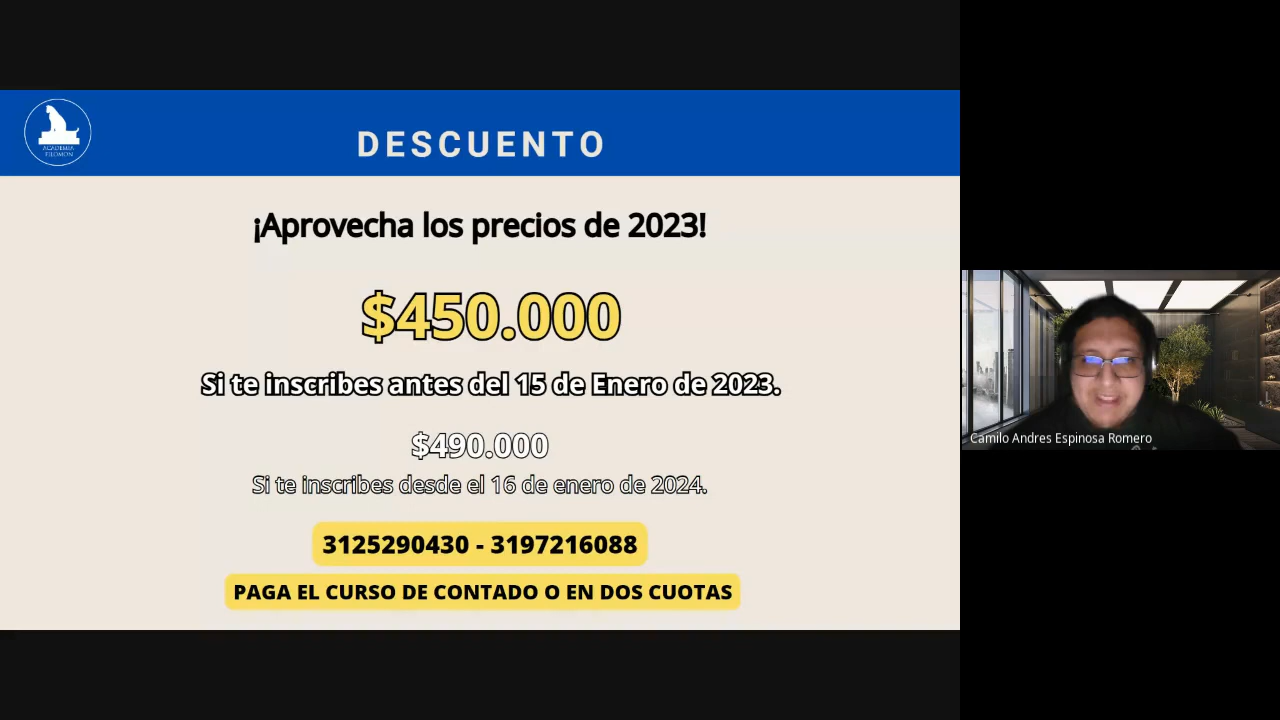 ACADEMIA
FILOMON
DESCUENTO
¡Aprovecha los precios de 2023!
$450.000
Si te inscribes antes del 15 de Enero de 2023.
$490.000
Si te inscribes desde el 16 de enero de 2024.
3125290430 - 3197216088
PAGA EL CURSO DE CONTADO O EN DOS CUOTAS
Camilo Andres Espinosa Romero